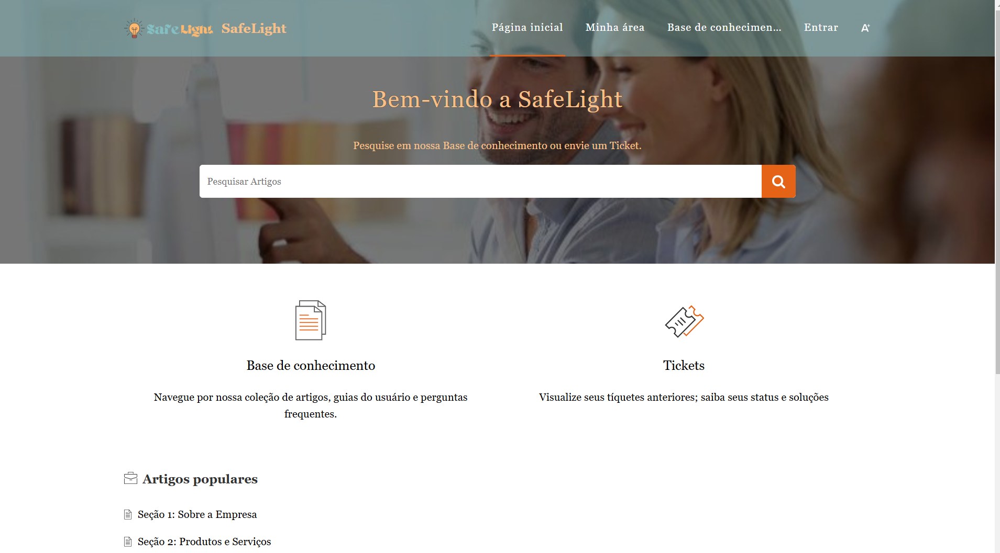 SafeLight SafeLight
Página inicial Minha área Base de conhecimen... Entrar A+
Bem-vindo a SafeLight
Pesquise em nossa Base de conhecimento ou envie um Ticket.
Pesquisar Artigos
Base de conhecimento
Navegue por nossa coleção de artigos, guias do usuário e perguntas
frequentes.
Tickets
Visualize seus tíquetes anteriores; saiba seus status e soluções
Artigos populares
Seção 1: Sobre a Empresa
Seção 2: Produtos e Serviços